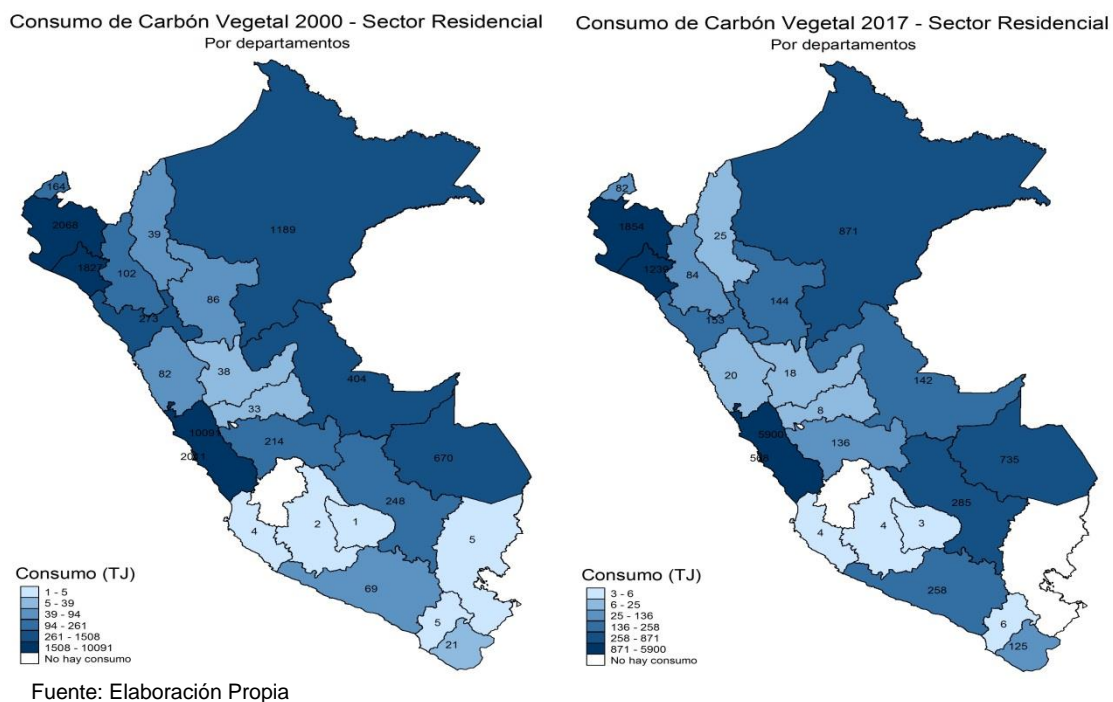 Consumo de Carbón Vegetal 2000 - Sector Residencial
Por departamentos
164
2068
1827
39
102
1189
86
273
82
38
33
404
10091
214
670
248
4
2
1
5
69
5
21
Consumo (TJ)
1 - 5
5 - 39
39 - 94
94 - 261
261 - 1508
1508 - 10091
No hay consumo
Consumo de Carbón Vegetal 2017 - Sector Residencial
Por departamentos
82
1854
25
84
871
144
153
20
18
8
142
5900
136
735
285
4
4
3
258
6
125
Consumo (TJ)
3 - 6
6 - 25
25 - 136
136 - 258
258 - 871
871 - 5900
No hay consumo
Fuente: Elaboración Propia